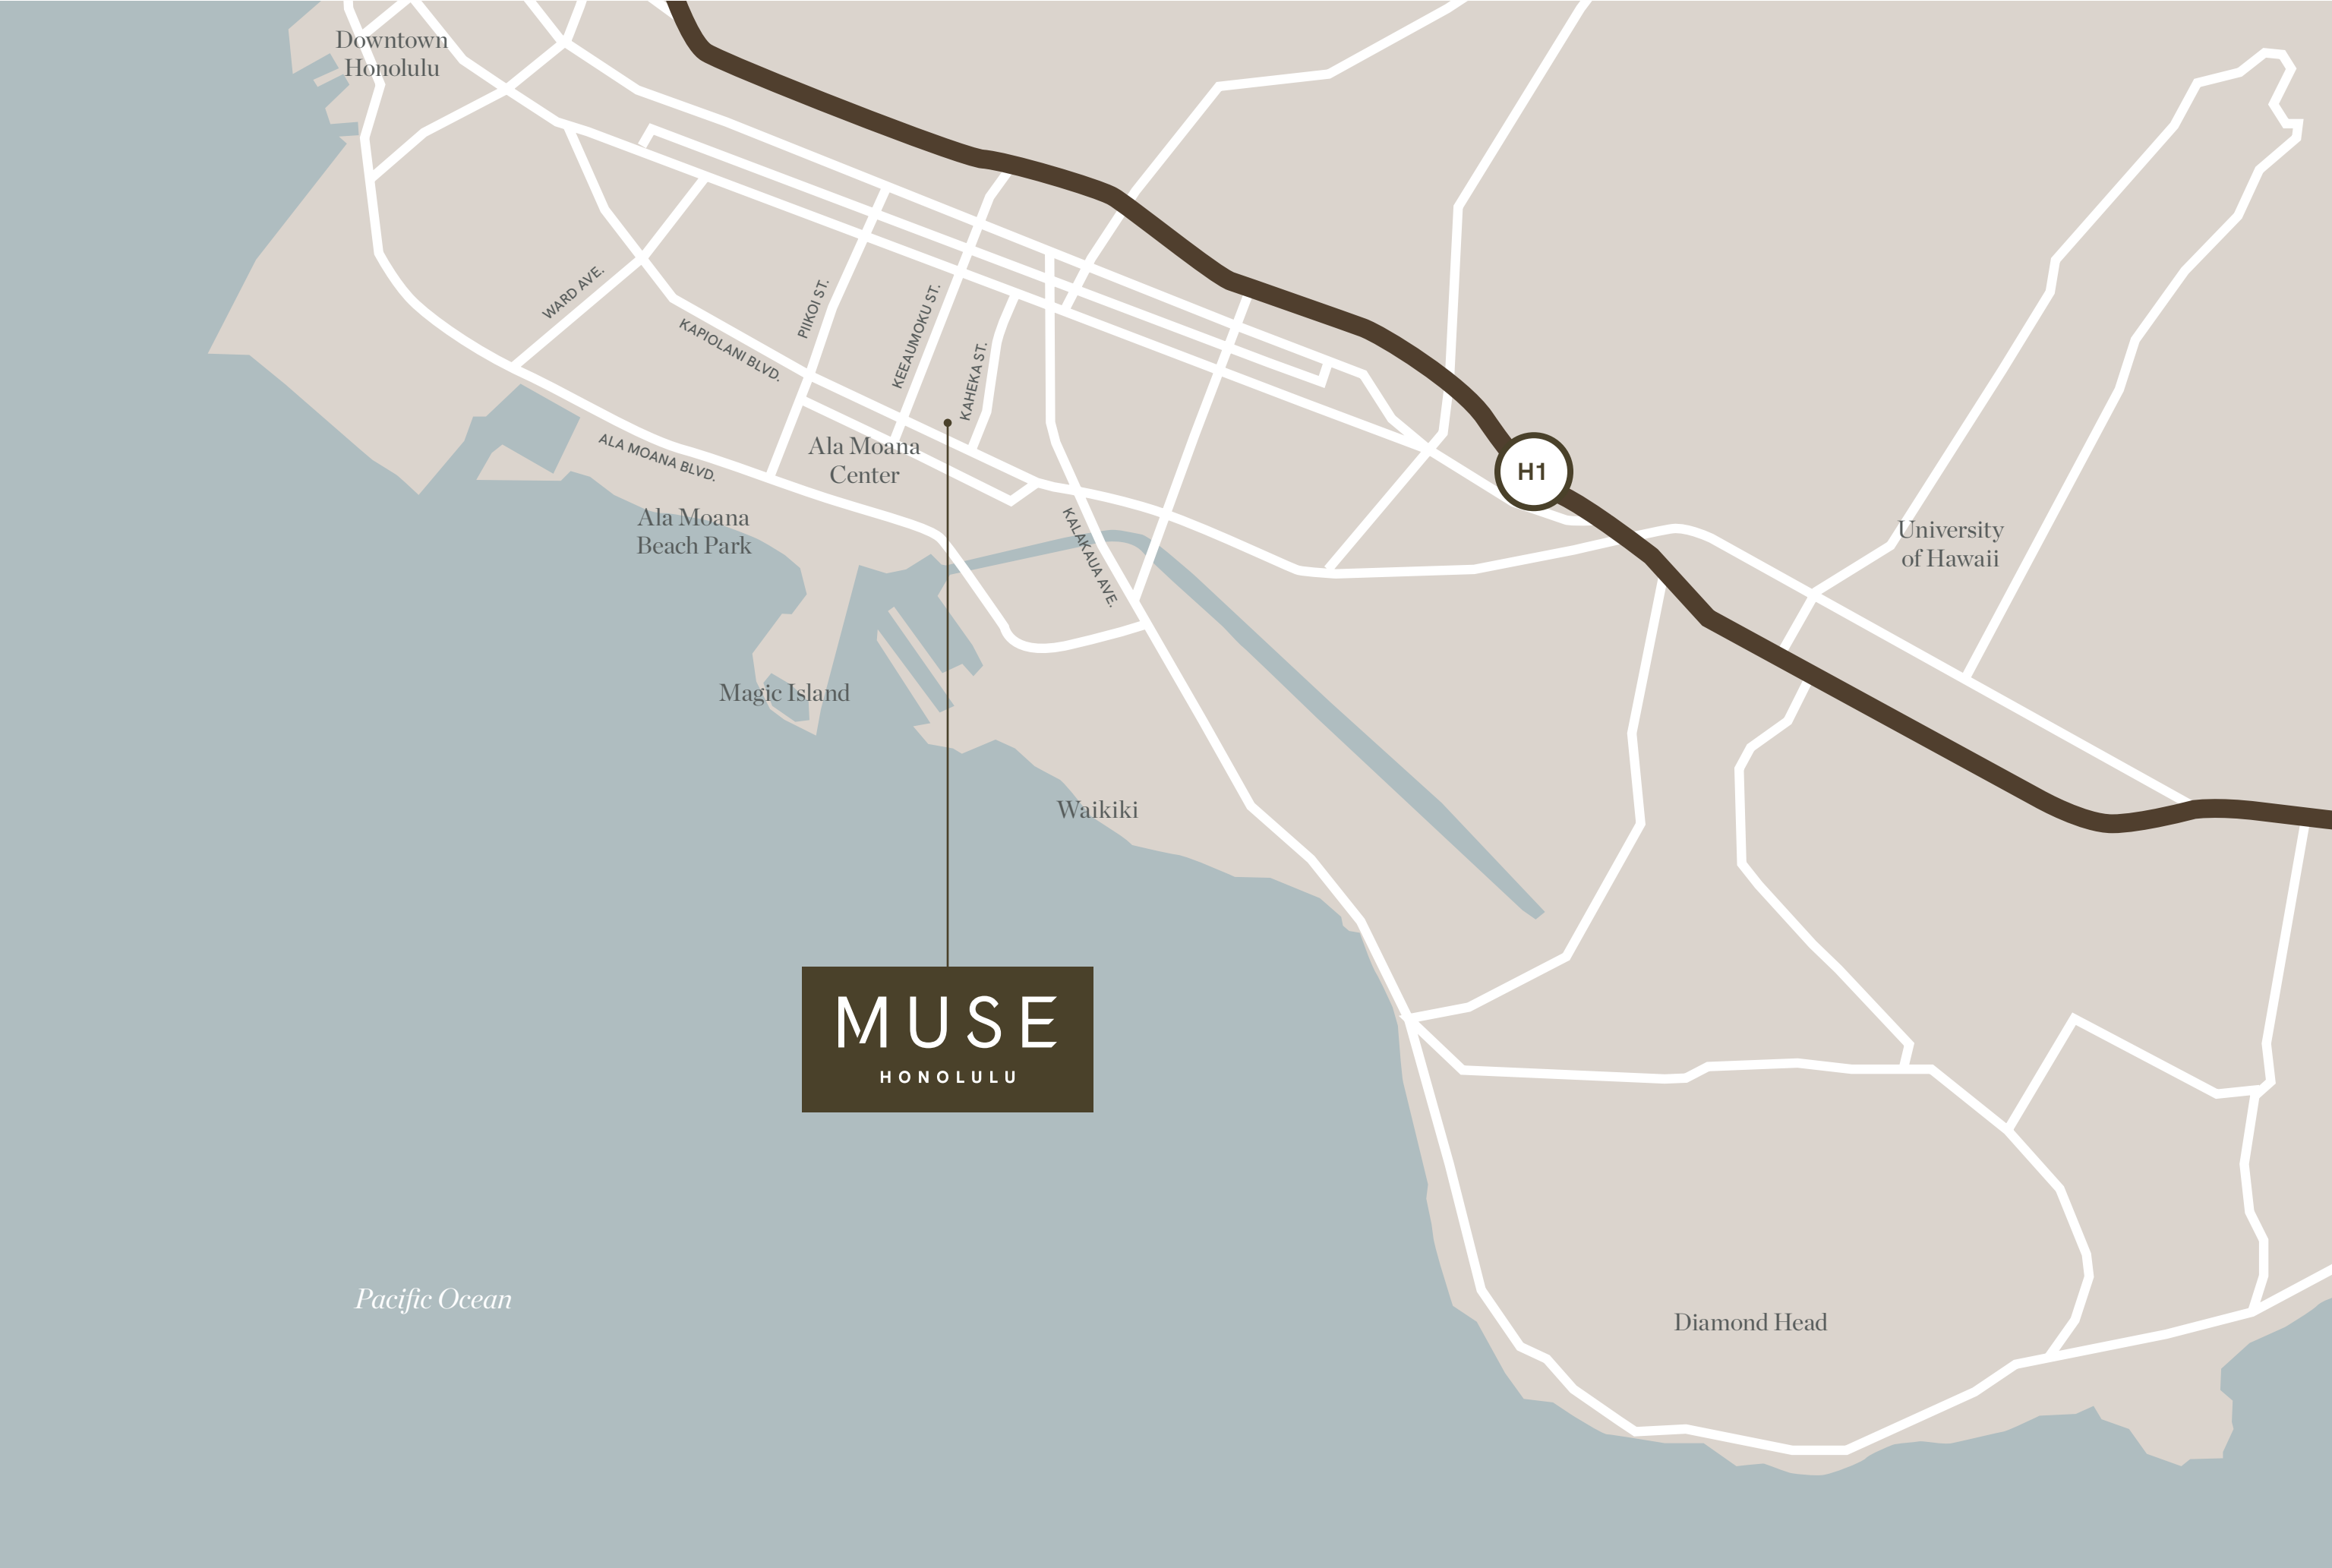 Downtown
Honolulu
WARD AVE.
PIIKOI ST.
KEEAUMOKU ST.
KAPIOLANI BLVD.
KAHEKA ST.
ALA MOANA BLVD.
Ala Moana
Center
H1
Ala Moana
Beach Park
KALAKAUA AVE.
University
of Hawaii
Magic Island
Waikiki
MUSE
HONOLULU
Pacific Ocean
Diamond Head